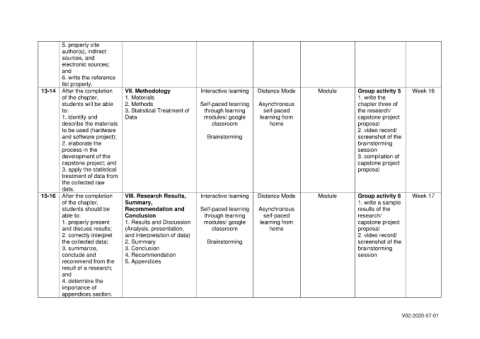 5. properly cite
author(s), indirect
sources, and
electronic sources;
and
6. write the reference
list properly.
13-14
After the completion
of the chapter,
students will be able
to:
1. identify and
describe the materials
to be used (hardware
and software project);
2. elaborate the
process in the
development of the
capstone project; and
3. apply the statistical
treatment of data from
the collected raw
data.
VII. Methodology
1. Materials
2. Methods
3. Statistical Treatment of
Data
Interactive learning
Self-paced learning
through learning
modules/ google
classroom
Brainstorming
Distance Mode
Asynchronous
self-paced
learning from
home
Module
Group activity 5
1. write the
chapter three of
the research/
capstone project
proposal
2. video record/
screenshot of the
brainstorming
session
3. compilation of
capstone project
proposal
Week 16
15-16
After the completion
of the chapter,
students should be
able to:
1. properly present
and discuss results;
2. correctly interpret
the collected data;
3. summarize,
conclude and
recommend from the
result of a research;
and
4. determine the
importance of
appendices section.
VIII. Research Results,
Summary,
Recommendation and
Conclusion
1. Results and Discussion
(Analysis, presentation,
and interpretation of data)
2. Summary
3. Conclusion
4. Recommendation
5. Appendices
Interactive learning
Self-paced learning
through learning
modules/ google
classroom
Brainstorming
Distance Mode
Asynchronous
self-paced
learning from
home
Module
Group activity 6
1. write a sample
results of the
research/
capstone project
proposal
2. video record/
screenshot of the
brainstorming
session
Week 17
V02-2020-07-01